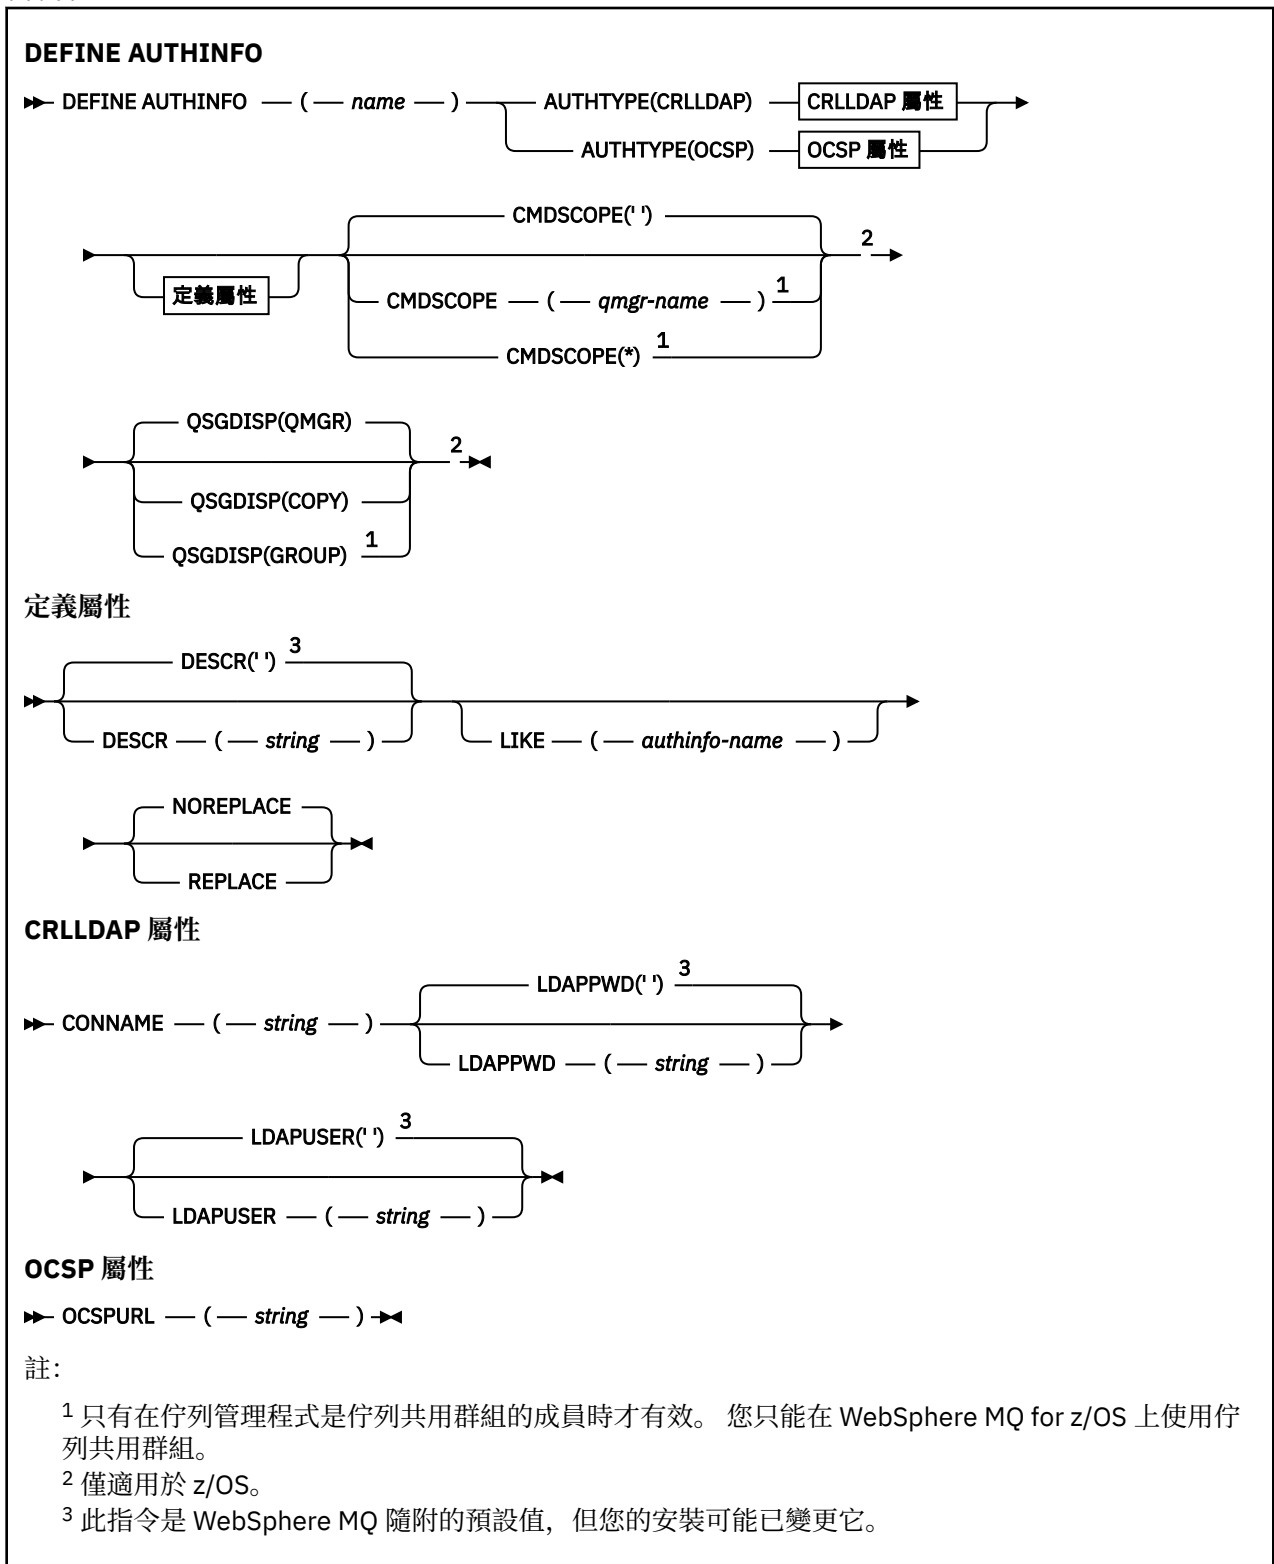 DEFINE AUTHINFO
DEFINE AUTHINFO ( name ) AUTHTYPE(CRLLDAP) CRLLDAP 屬性
AUTHTYPE(OCSP) OCSP 屬性
CMDSCOPE(' ') 2
定義屬性 CMDSCOPE ( qmgr-name ) 1
CMDSCOPE(*) 1
QSGDISP(QMGR) 2
QSGDISP(COPY)
QSGDISP(GROUP) 1
定義屬性
DESCR(' ') 3
DESCR ( string ) LIKE ( authinfo-name )
NOREPLACE
REPLACE
CRLLDAP 屬性
LDAPPWD(' ') 3
CONNAME ( string )
LDAPPWD ( string )
LDAPUSER(' ') 3
LDAPUSER ( string )
OCSP 屬性
OCSPURL ( string )
註：
1 只有在佇列管理程式是佇列共用群組的成員時才有效。 您只能在 WebSphere MQ for z/OS 上使用佇
列共用群組。
2 僅適用於 z/OS。
3 此指令是 WebSphere MQ 隨附的預設值，但您的安裝可能已變更它。